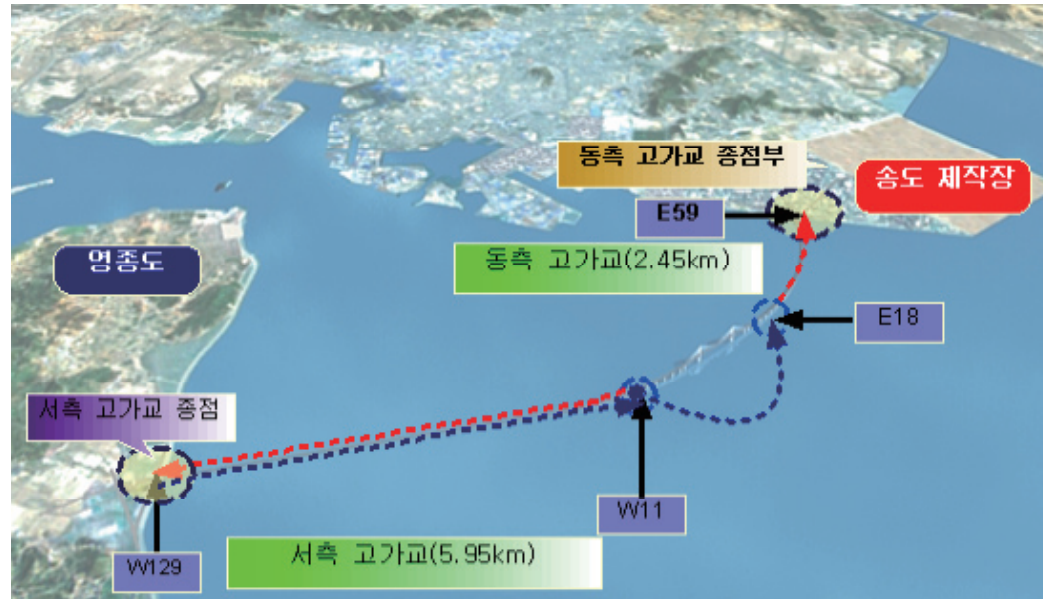 동측 고가교 종점부
송도 제작장
E59
영종도
동측 고가교(2.45km)
E18
서측 고가교 종점
W11
서측 고가교(5.95km)
W129